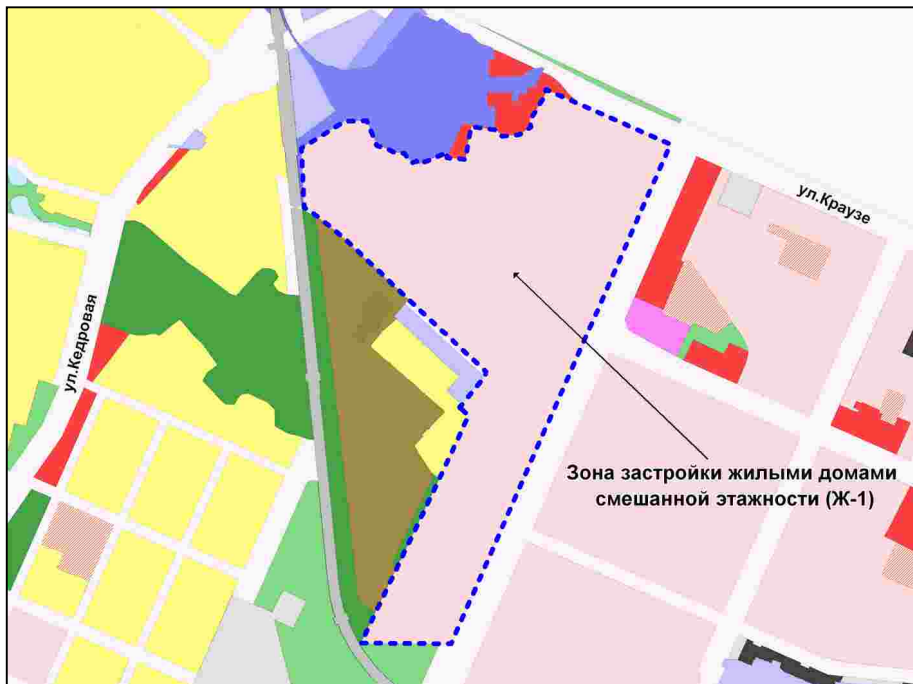 ул.Краузе
ул.Кедровая
Зона застройки жилыми домами
смешанной этажности (Ж-1)